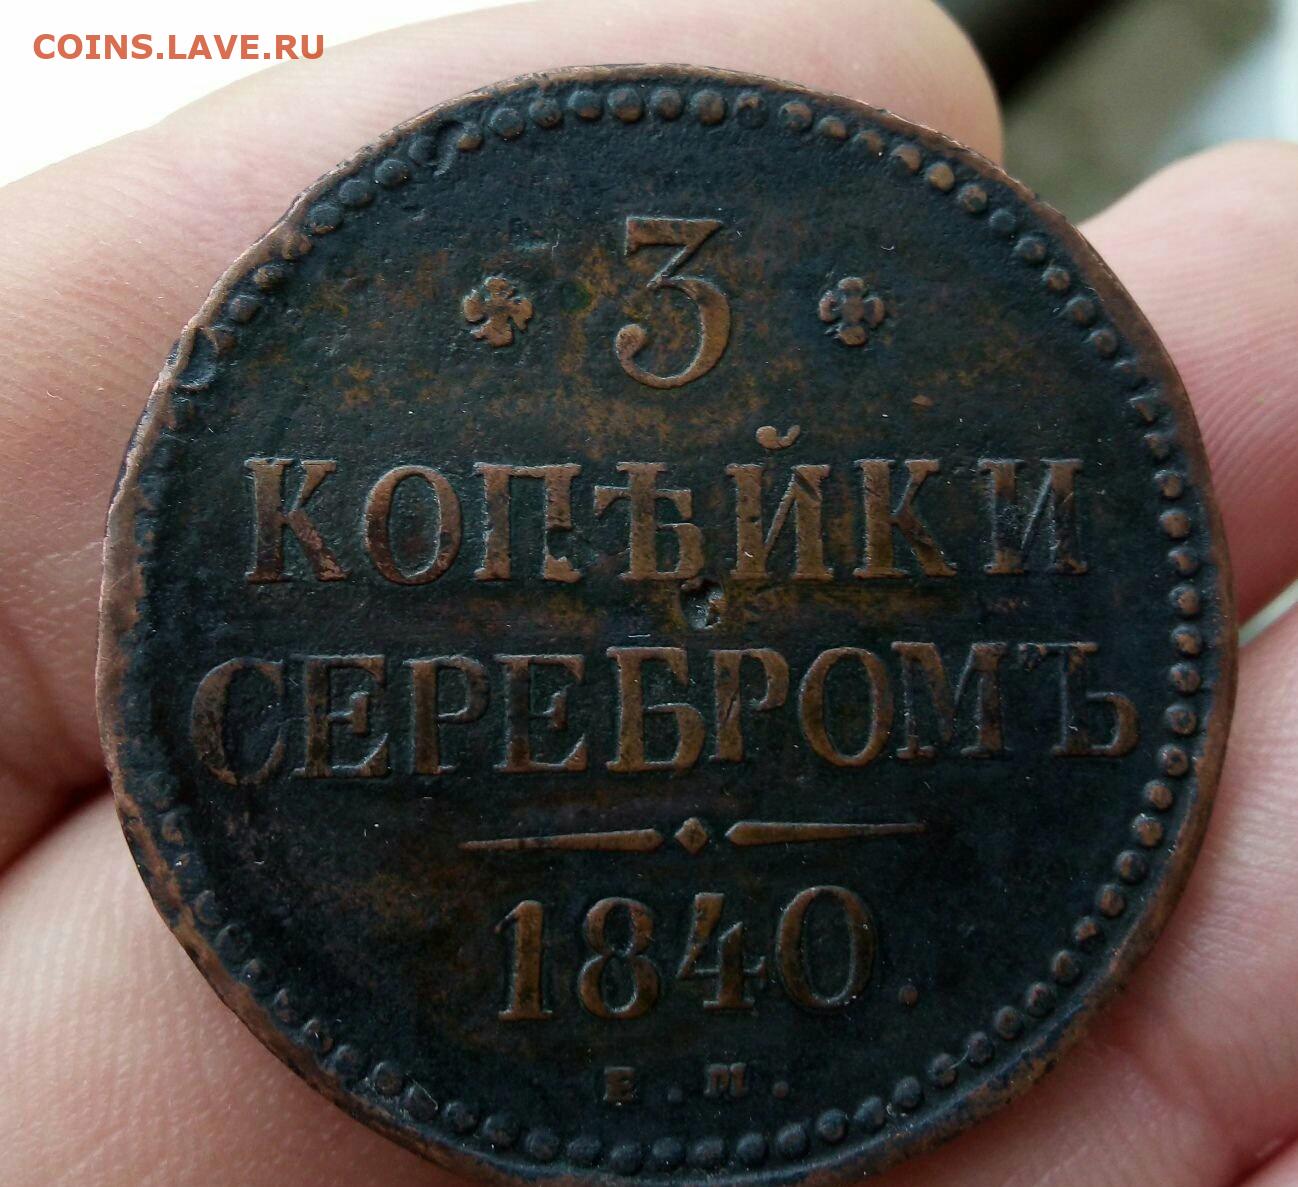 COINS.LAVE.RU
3
КОПѢЙКИ
СЕРЕБРОМЪ
1840.
Е.М.